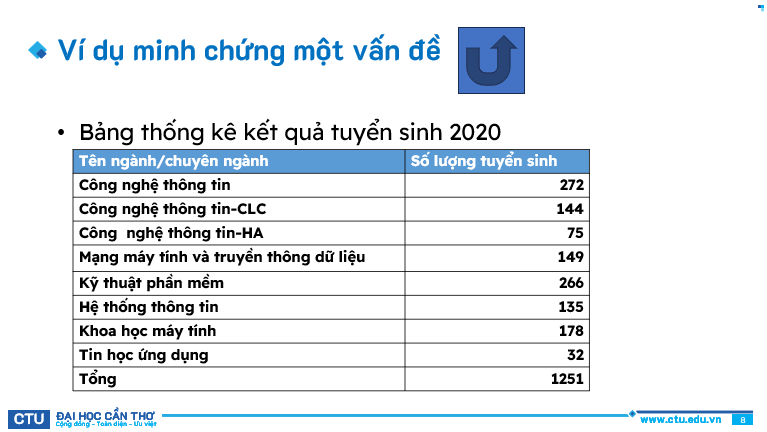 Ví dụ minh chứng một vấn đề
• Bảng thống kê kết quả tuyển sinh 2020
Tên ngành/chuyên ngành Số lượng tuyển sinh
Công nghệ thông tin 272
Công nghệ thông tin-CLC 144
Công nghệ thông tin-HA 75
Mạng máy tính và truyền thông dữ liệu 149
Kỹ thuật phần mềm 266
Hệ thống thông tin 135
Khoa học máy tính 178
Tin học ứng dụng 32
Tổng 1251
CTU ĐẠI HỌC CẦN THƠ
Cộng đồng – Toàn diện – Ưu việt
www.ctu.edu.vn 8